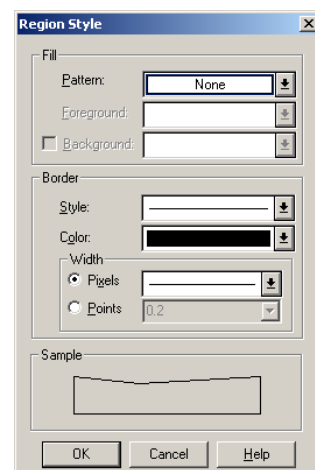 Region Style
Fill
Pattern: None
Foreground:
Background:
Border
Style:
Color:
Width
Pixels
Points 0.2
Sample
OK Cancel Help